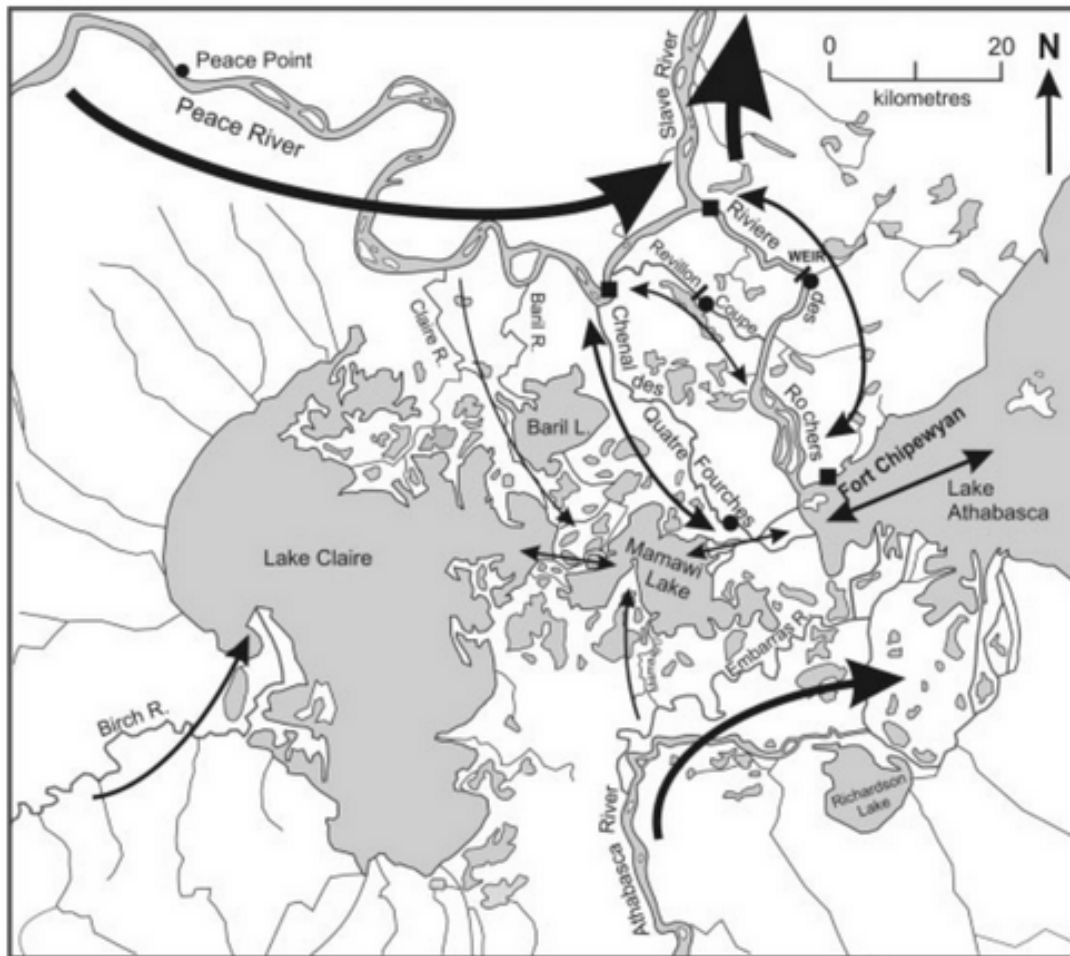 Peace Point
Peace River
Slave River
0 20
kilometres
N
Riviere
des
Rochers
WEIR
Revillon
Coupe
Claire R.
Baril R.
Chenal des
Quatre
Fourches
Baril L.
Fort Chipewyan
Lake
Athabasca
Lake Claire
Mamawi
Lake
Embarras R.
Birch R.
Athabasca River
Richardson
Lake